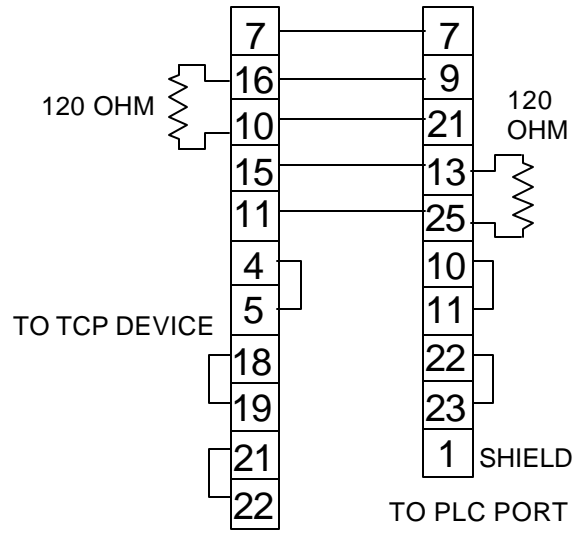 7 7
16 9
120 OHM
10 21
120
OHM
15 13
11 25
4 10
5 11
TO TCP DEVICE
18 22
19 23
21 1 SHIELD
22
TO PLC PORT